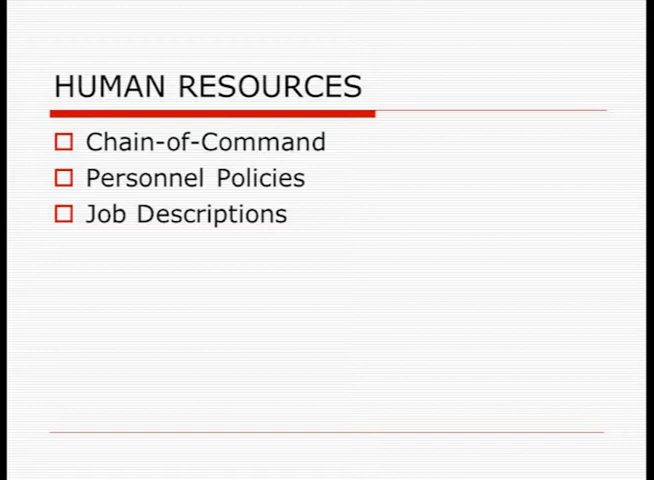 HUMAN RESOURCES
Chain-of-Command
Personnel Policies
Job Descriptions